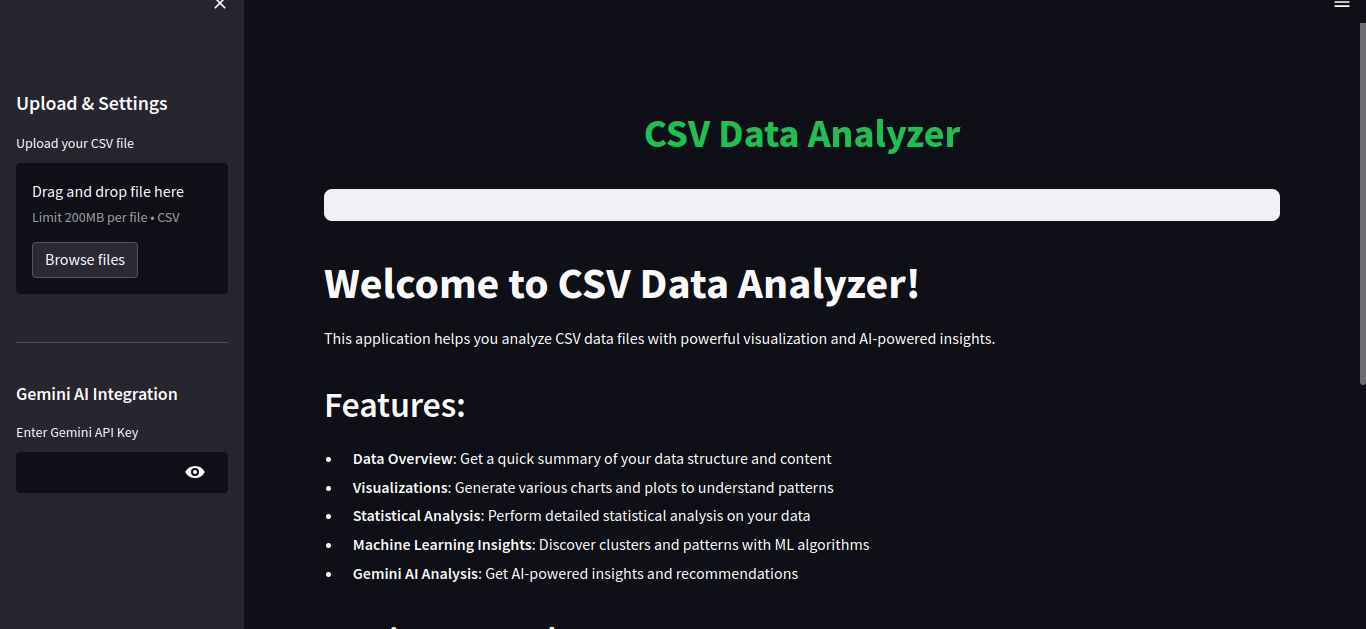 Upload & Settings
Upload your CSV file
Drag and drop file here
Limit 200MB per file • CSV
Browse files
Gemini AI Integration
Enter Gemini API Key
CSV Data Analyzer
Welcome to CSV Data Analyzer!
This application helps you analyze CSV data files with powerful visualization and AI-powered insights.
Features:
• Data Overview: Get a quick summary of your data structure and content
• Visualizations: Generate various charts and plots to understand patterns
• Statistical Analysis: Perform detailed statistical analysis on your data
• Machine Learning Insights: Discover clusters and patterns with ML algorithms
• Gemini AI Analysis: Get AI-powered insights and recommendations